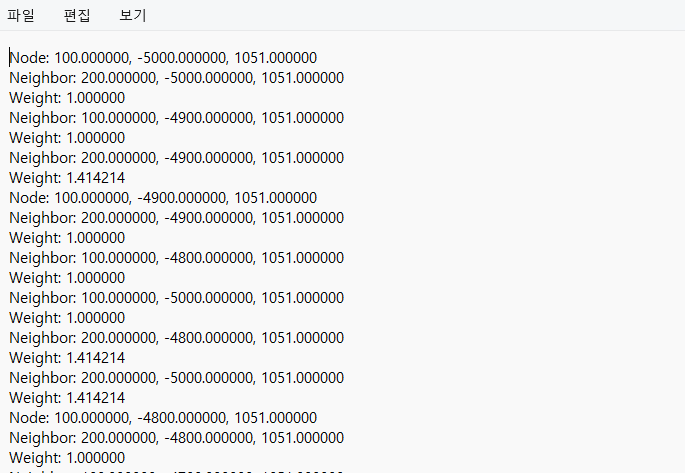 파일 편집 보기
Node: 100.000000, -5000.000000, 1051.000000
Neighbor: 200.000000, -5000.000000, 1051.000000
Weight: 1.000000
Neighbor: 100.000000, -4900.000000, 1051.000000
Weight: 1.000000
Neighbor: 200.000000, -4900.000000, 1051.000000
Weight: 1.414214
Node: 100.000000, -4900.000000, 1051.000000
Neighbor: 200.000000, -4900.000000, 1051.000000
Weight: 1.000000
Neighbor: 100.000000, -4800.000000, 1051.000000
Weight: 1.000000
Neighbor: 100.000000, -5000.000000, 1051.000000
Weight: 1.000000
Neighbor: 200.000000, -4800.000000, 1051.000000
Weight: 1.414214
Neighbor: 200.000000, -5000.000000, 1051.000000
Weight: 1.414214
Node: 100.000000, -4800.000000, 1051.000000
Neighbor: 200.000000, -4800.000000, 1051.000000
Weight: 1.000000